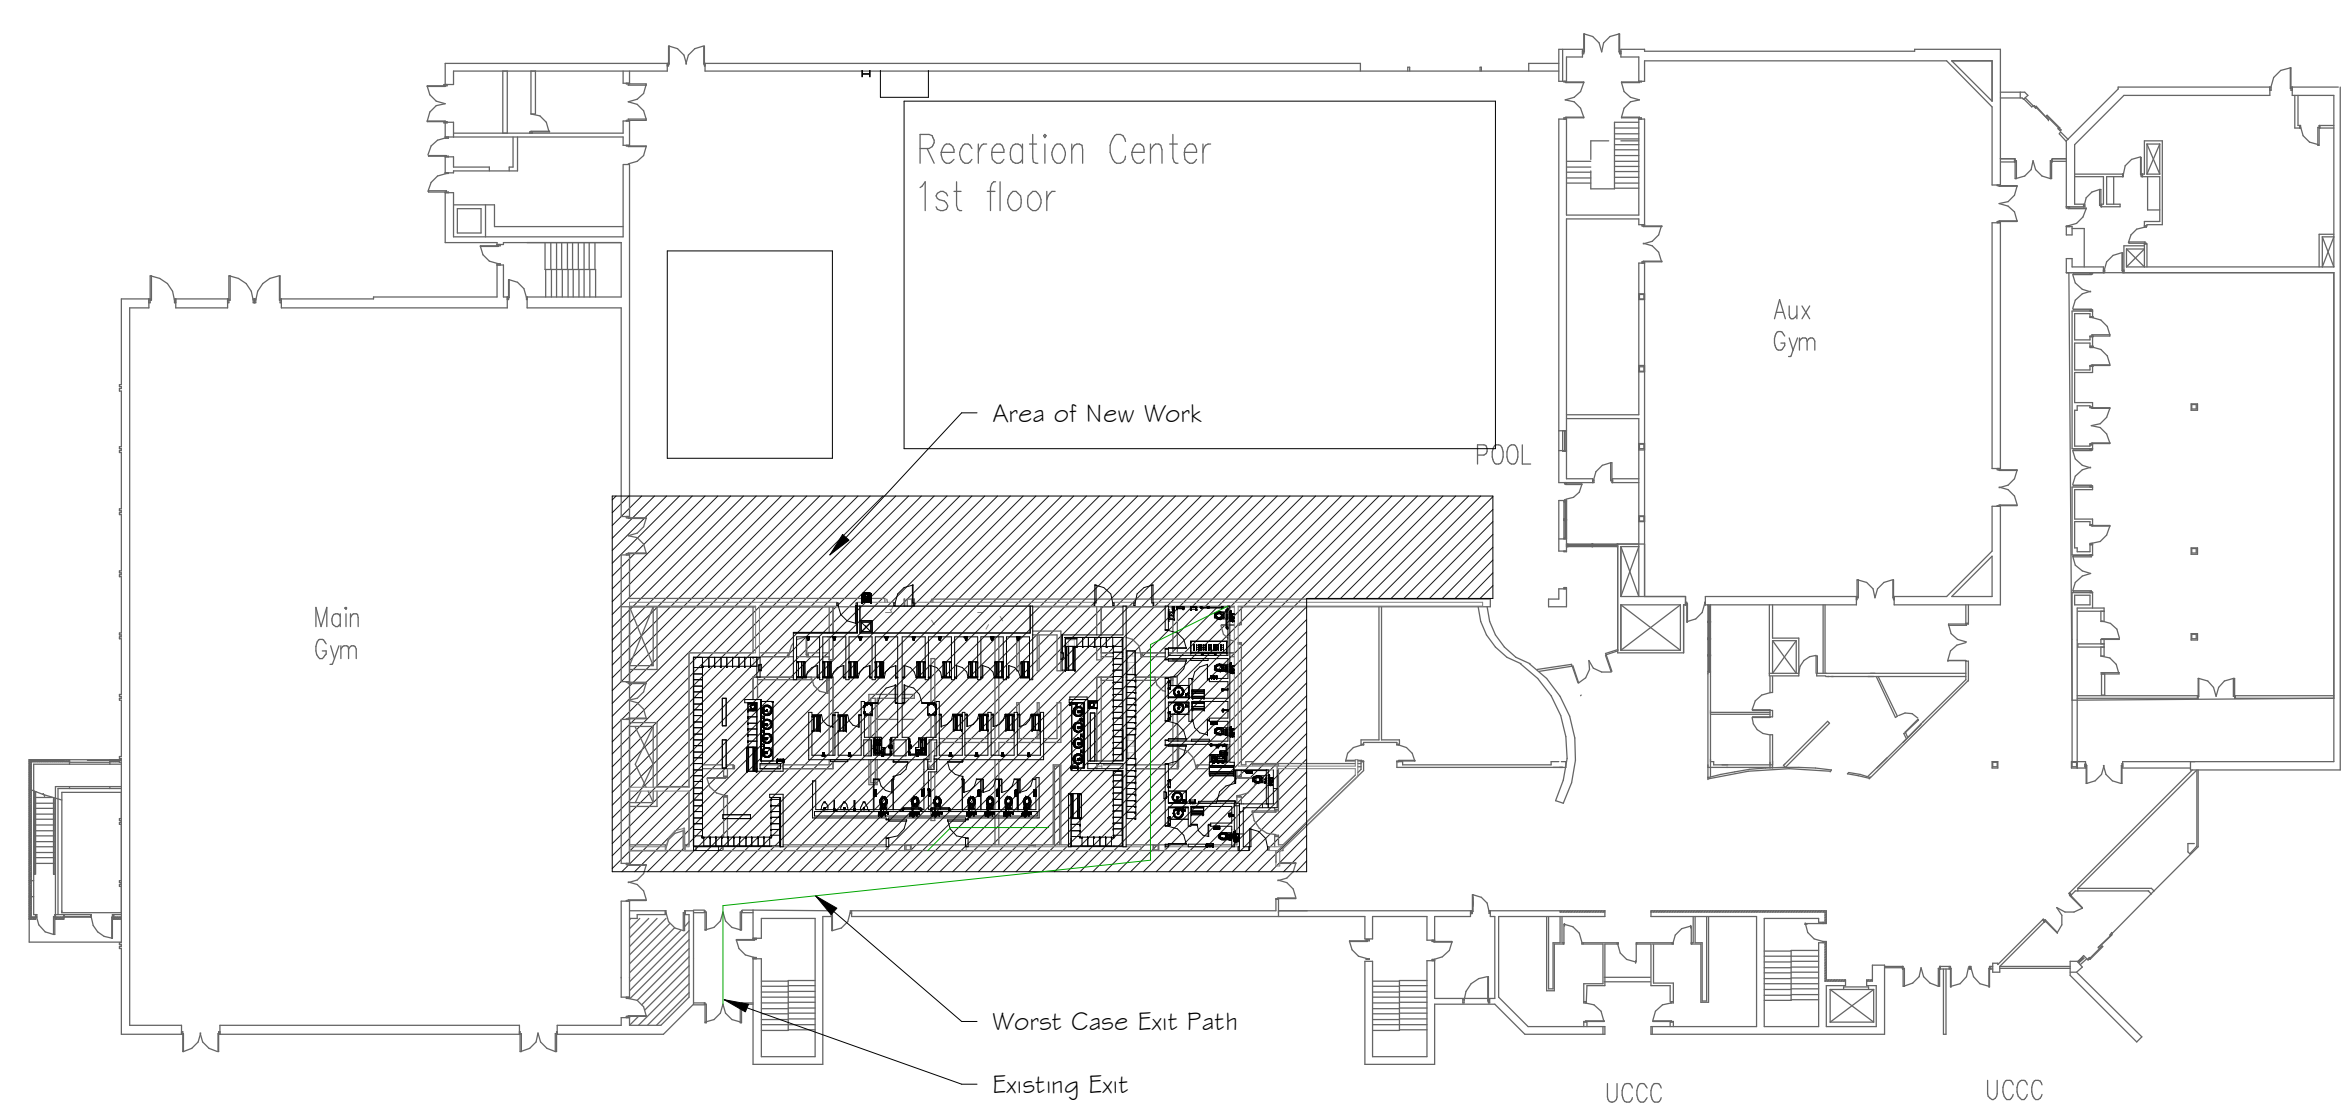 Recreation Center
1st floor
Aux
Gym
Area of New Work
POOL
Main
Gym
Worst Case Exit Path
Existing Exit
UCCC
UCCC